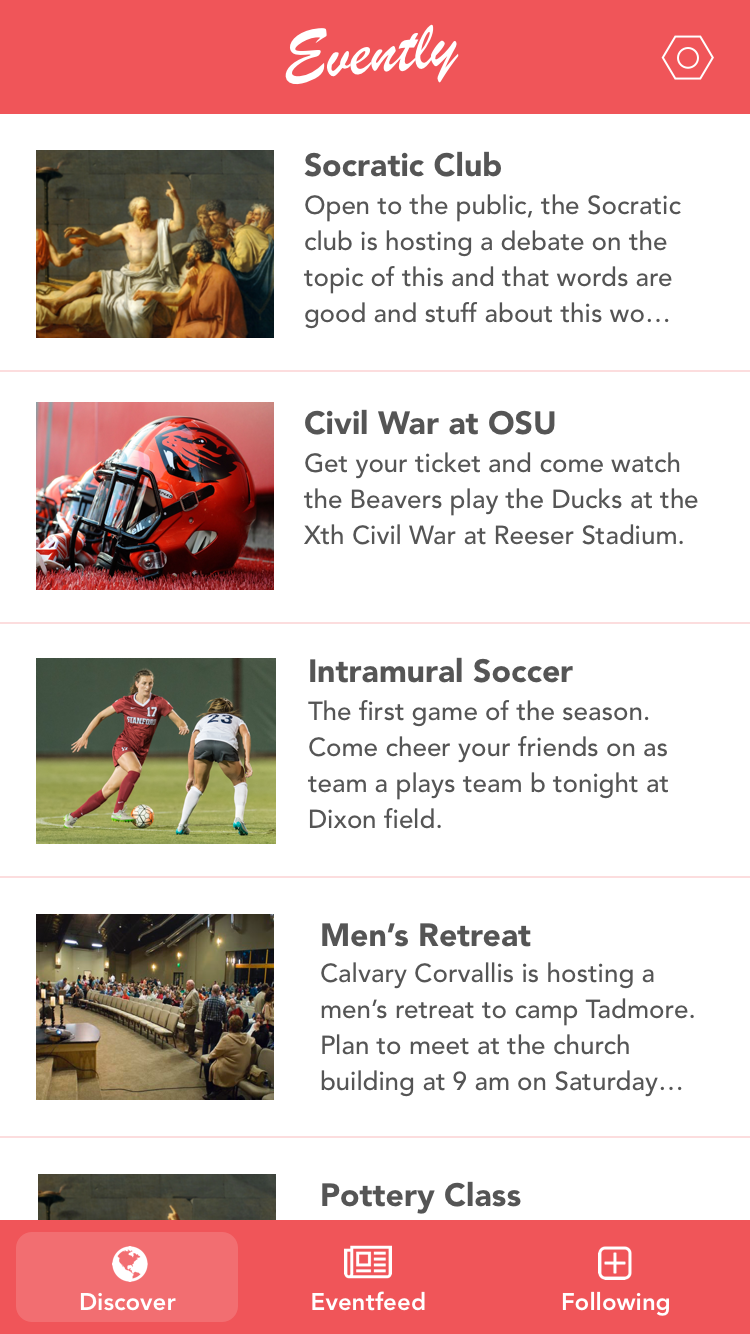 Evently
Socratic Club
Open to the public, the Socratic
club is hosting a debate on the
topic of this and that words are
good and stuff about this wo…
Civil War at OSU
Get your ticket and come watch
the Beavers play the Ducks at the
Xth Civil War at Reeser Stadium.
Intramural Soccer
The first game of the season.
Come cheer your friends on as
team a plays team b tonight at
Dixon field.
17
STANFORD
23
Men’s Retreat
Calvary Corvallis is hosting a
men’s retreat to camp Tadmore.
Plan to meet at the church
building at 9 am on Saturday…
Pottery Class
Discover
Eventfeed
Following